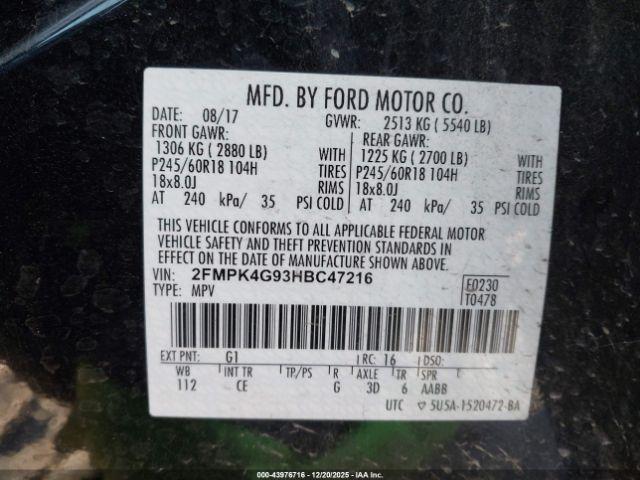 MFD. BY FORD MOTOR CO.
DATE: 08/17 GVWR: 2513 KG ( 5540 LB)
FRONT GAWR: REAR GAWR:
1306 KG ( 2880 LB) WITH 1225 KG ( 2700 LB) WITH
P245/60R18 104H TIRES P245/60R18 104H TIRES
18x8.0J RIMS 18x8.0J RIMS
AT 240 kPa/ 35 PSI COLD AT 240 kPa/ 35 PSI COLD
THIS VEHICLE CONFORMS TO ALL APPLICABLE FEDERAL MOTOR
VEHICLE SAFETY AND THEFT PREVENTION STANDARDS IN
EFFECT ON THE DATE OF MANUFACTURE SHOWN ABOVE.
VIN: 2FMPK4G93HBC47216 E0230
TYPE: MPV T0478
EXT PNT: G1 RC: 16 DSO:
WB INT TR TP/PS R AXLE TR SPR
112 CE G 3D 6 AABB
UTC 5U5A-1520472-BA
000-43976716 - 12/20/2025 - IAAI.COM